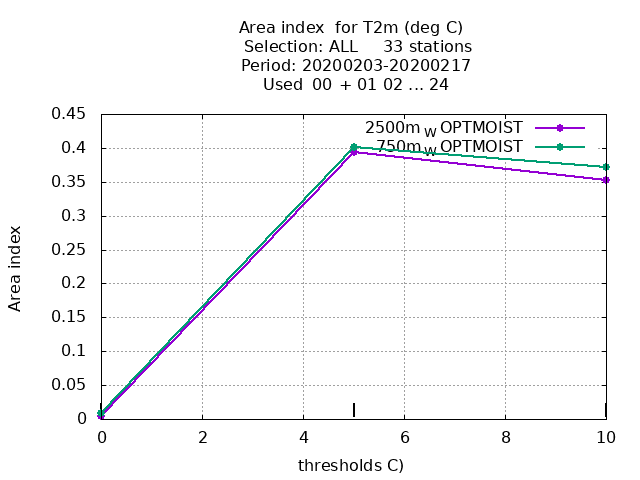 Area index  for T2m (deg C)
Selection: ALL     33 stations
Period: 20200203-20200217
Used  00 + 01 02 ... 24
2500m W OPTMOIST
750m W OPTMOIST
0.45
0.4
0.35
0.3
0.25
0.2
0.15
0.1
0.05
0
Area index
0 2 4 6 8 10
thresholds C)